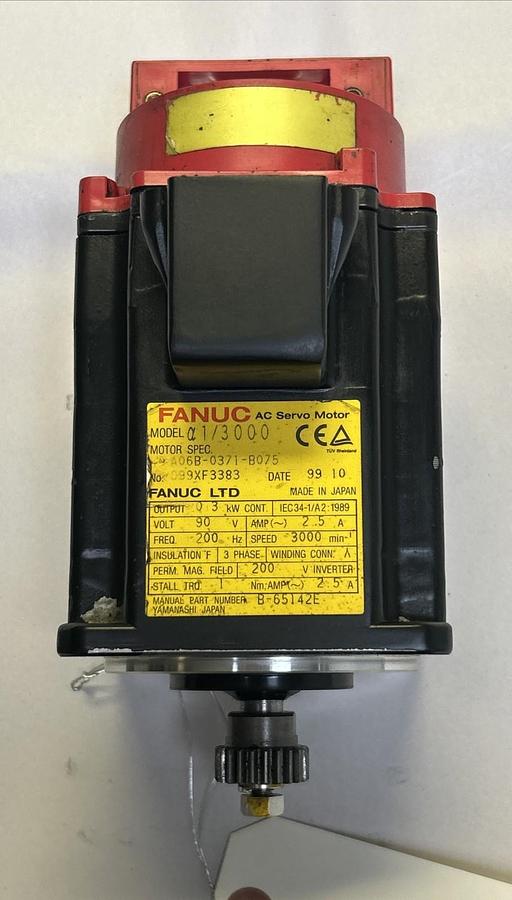 FANUC AC Servo Motor
MODEL α1/3000
CE TÜV Rheinland
MOTOR SPEC.
A06B-0371-B075
No. 099XF3383 DATE 99.10
FANUC LTD MADE IN JAPAN
OUTPUT 0.3 kW CONT. IEC34-1/A2:1989
VOLT 90 V AMP(~) 2.5 A
FREQ. 200 Hz SPEED 3000 min⁻¹
INSULATION F 3 PHASE WINDING CONN. 人
PERM. MAG. FIELD 200 V INVERTER
STALL TRQ. 1 Nm:AMP(~) 2.5 A
MANUAL PART NUMBER B-65142E
YAMANASHI JAPAN